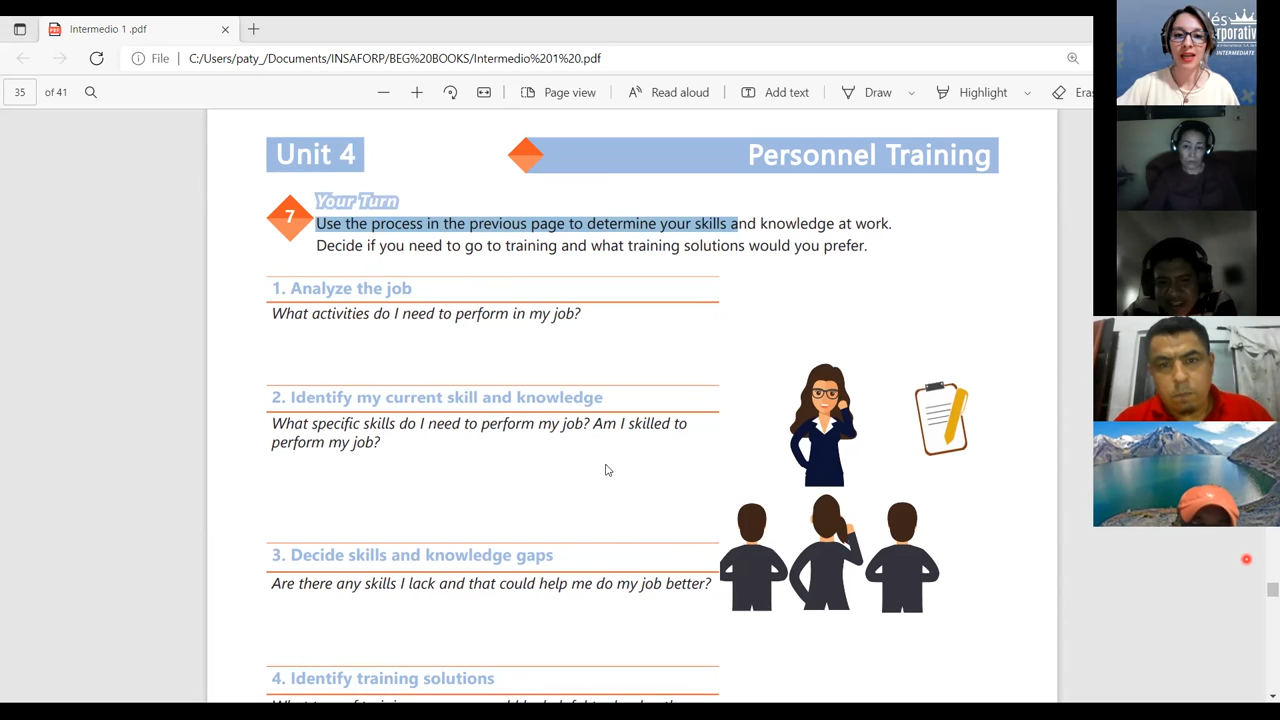 Intermedio 1 .pdf
File C:/Users/paty_/Documents/INSAFORP/BEG%20BOOKS/Intermedio%201%20.pdf
35 of 41 Page view Read aloud Add text Draw Highlight Eras
Unit 4
Personnel Training
7
Your Turn
Use the process in the previous page to determine your skills and knowledge at work.
Decide if you need to go to training and what training solutions would you prefer.
1. Analyze the job
What activities do I need to perform in my job?
2. Identify my current skill and knowledge
What specific skills do I need to perform my job? Am I skilled to
perform my job?
3. Decide skills and knowledge gaps
Are there any skills I lack and that could help me do my job better?
4. Identify training solutions
lés
rporativ
INTERMEDIATE